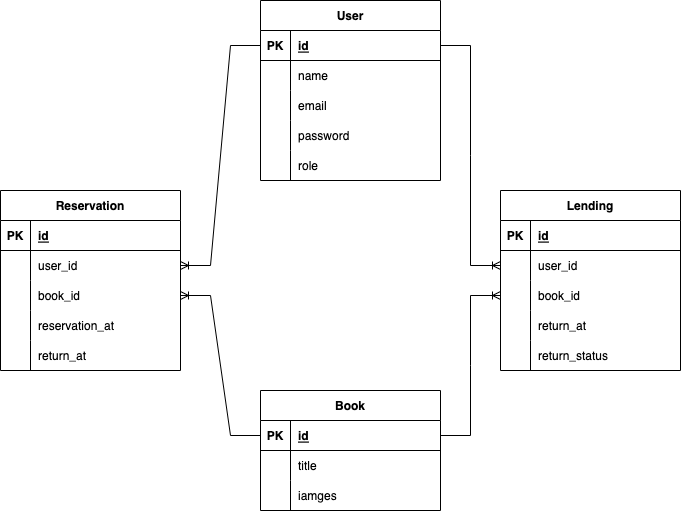 User
PK id
name
email
password
role
Reservation
PK id
user_id
book_id
reservation_at
return_at
Lending
PK id
user_id
book_id
return_at
return_status
Book
PK id
title
iamges